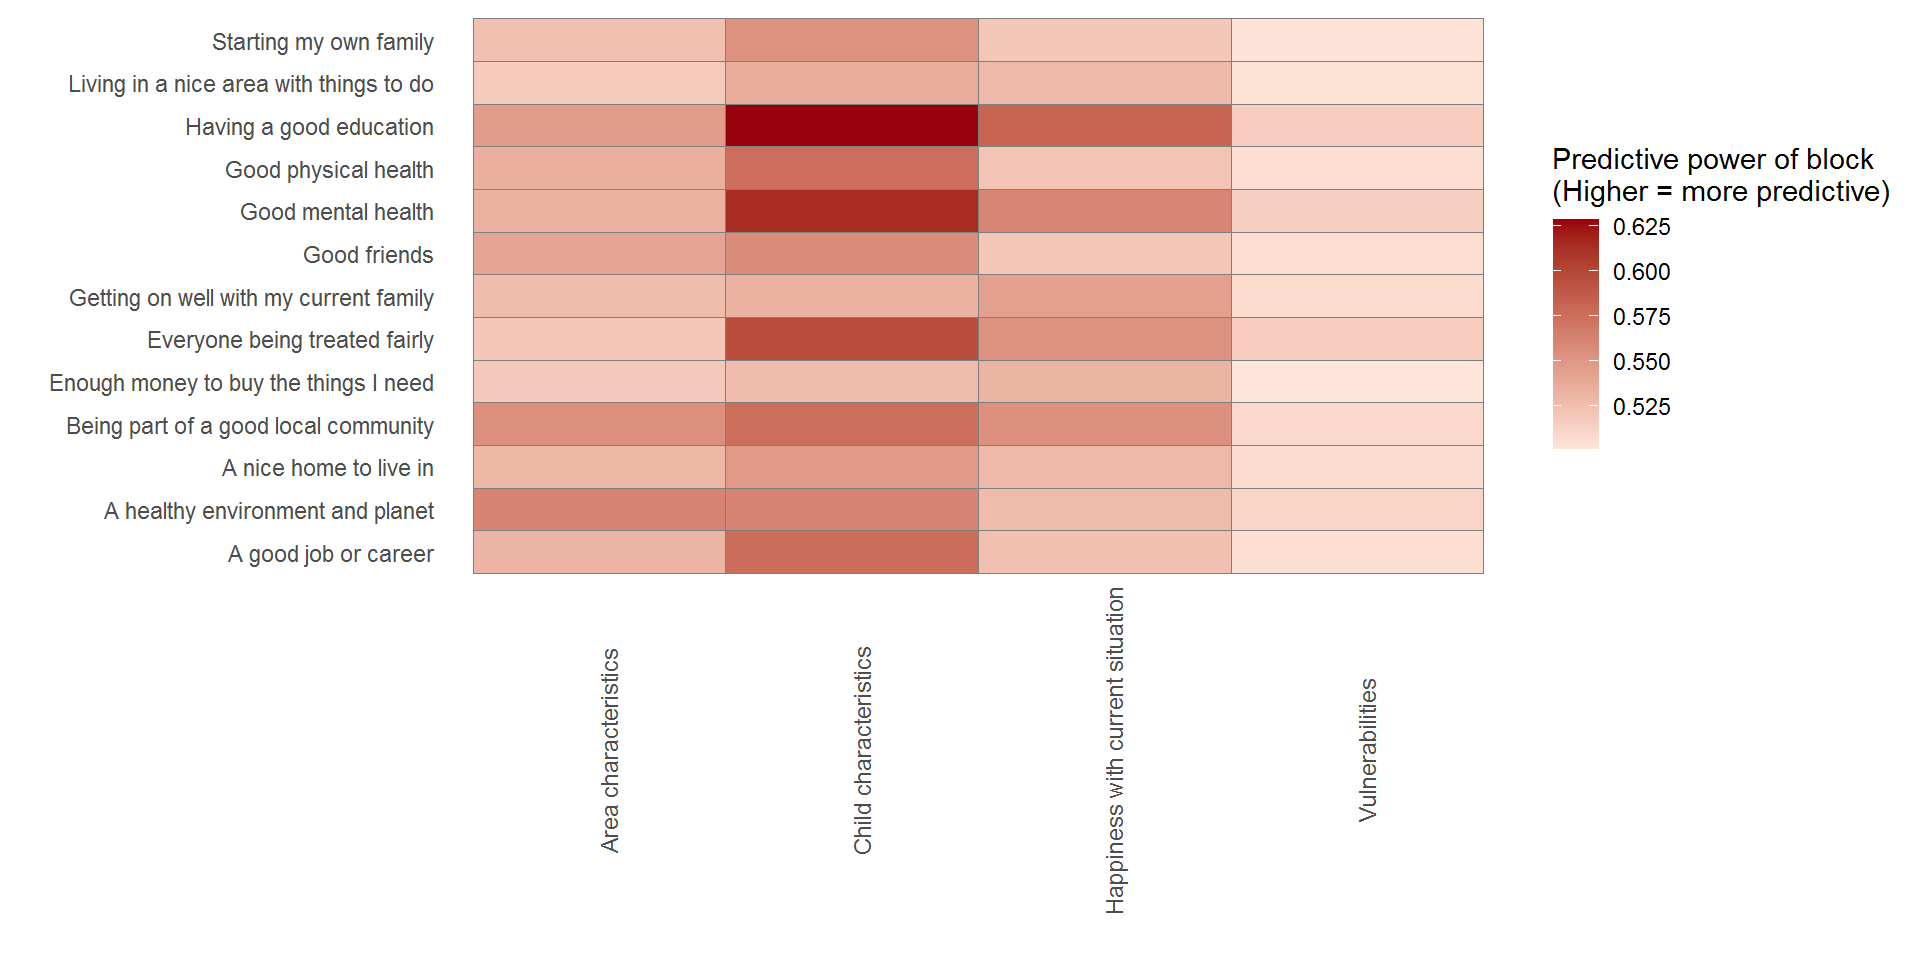 Starting my own family
Living in a nice area with things to do
Having a good education
Good physical health
Good mental health
Good friends
Getting on well with my current family
Everyone being treated fairly
Enough money to buy the things I need
Being part of a good local community
A nice home to live in
A healthy environment and planet
A good job or career
Area characteristics
Child characteristics
Happiness with current situation
Vulnerabilities
Predictive power of block
(Higher = more predictive)
0.625
0.600
0.575
0.550
0.525